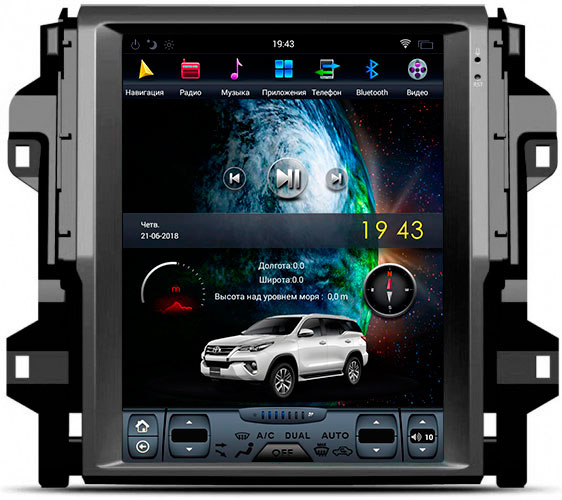 19:43
Навигация Радио Музыка Приложения Телефон Bluetooth Видео
RST
Четв.
21-06-2018
19 43
Долгота:0.0
Широта:0.0
Высота над уровнем моря : 0,0 m
N
m
S
A/C DUAL AUTO
OFF
10